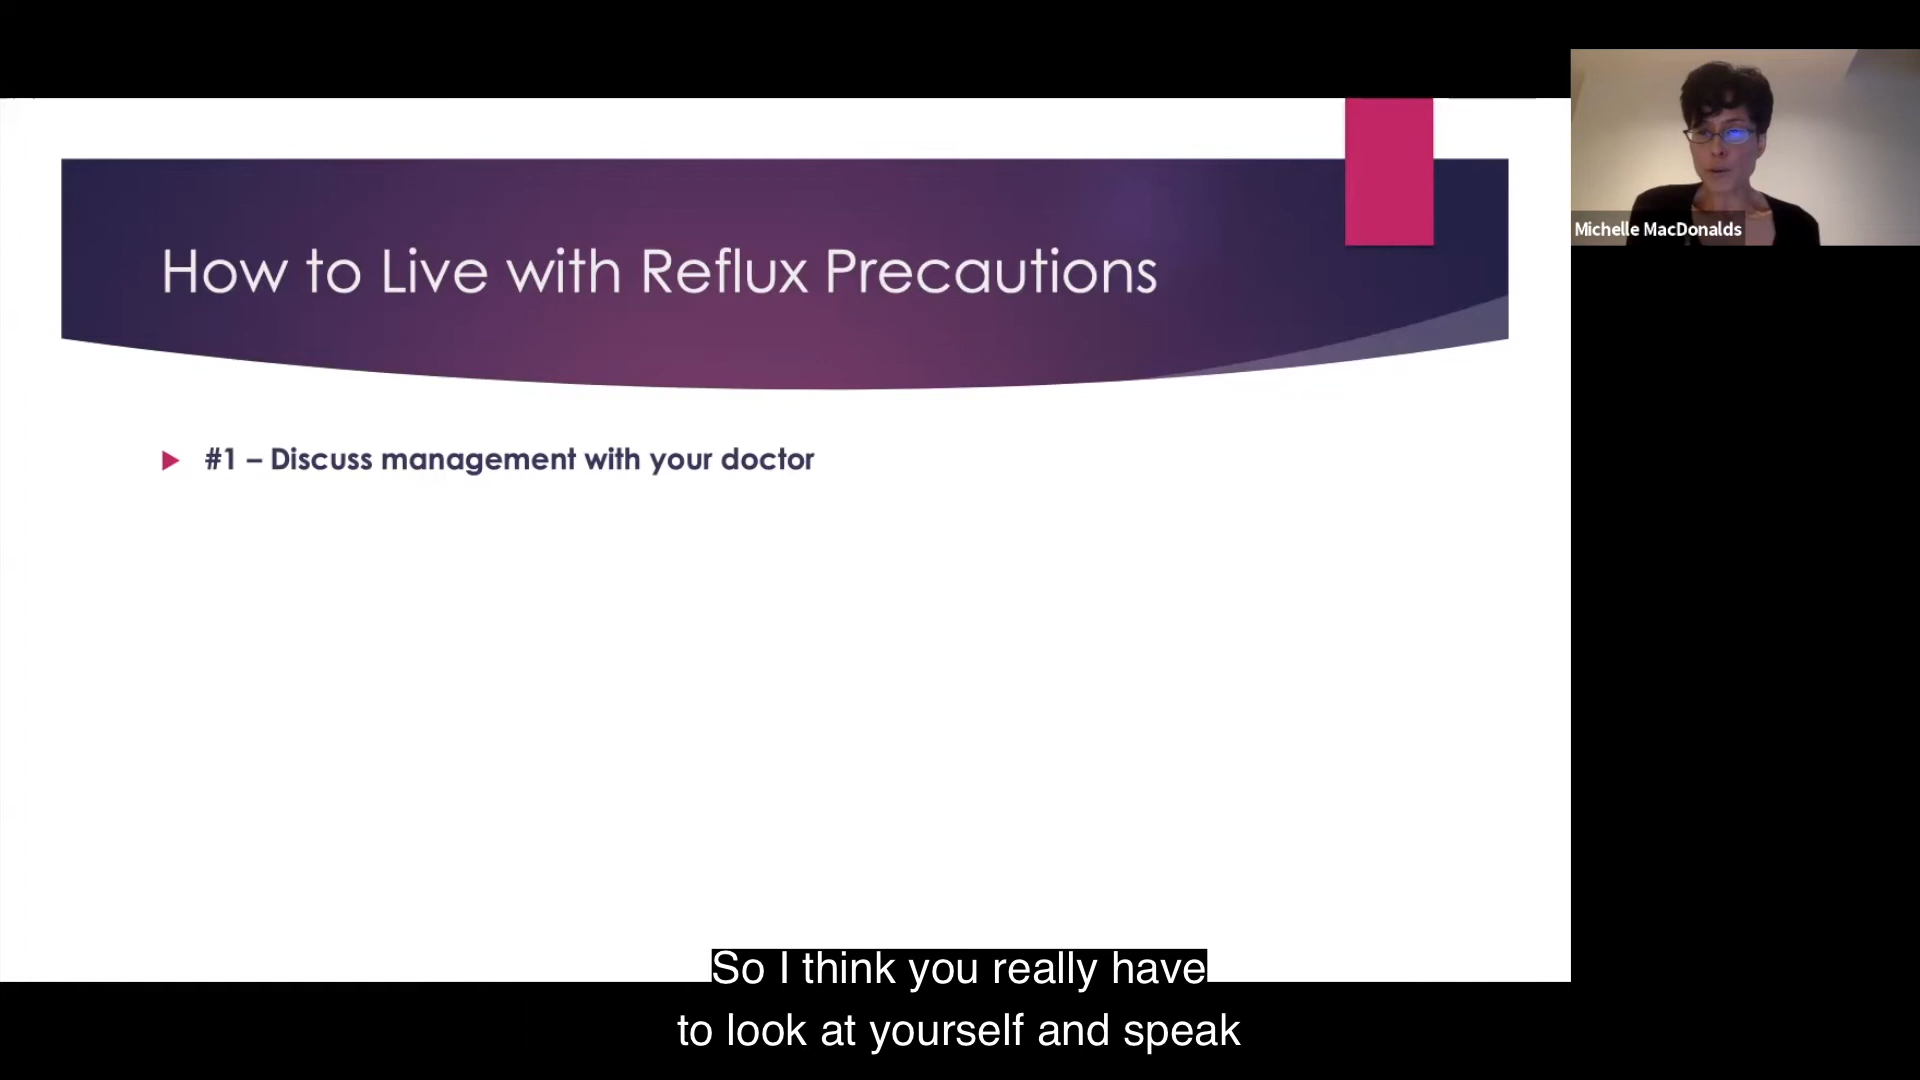 How to Live with Reflux Precautions
Michelle MacDonalds
#1 – Discuss management with your doctor
So I think you really have
to look at yourself and speak